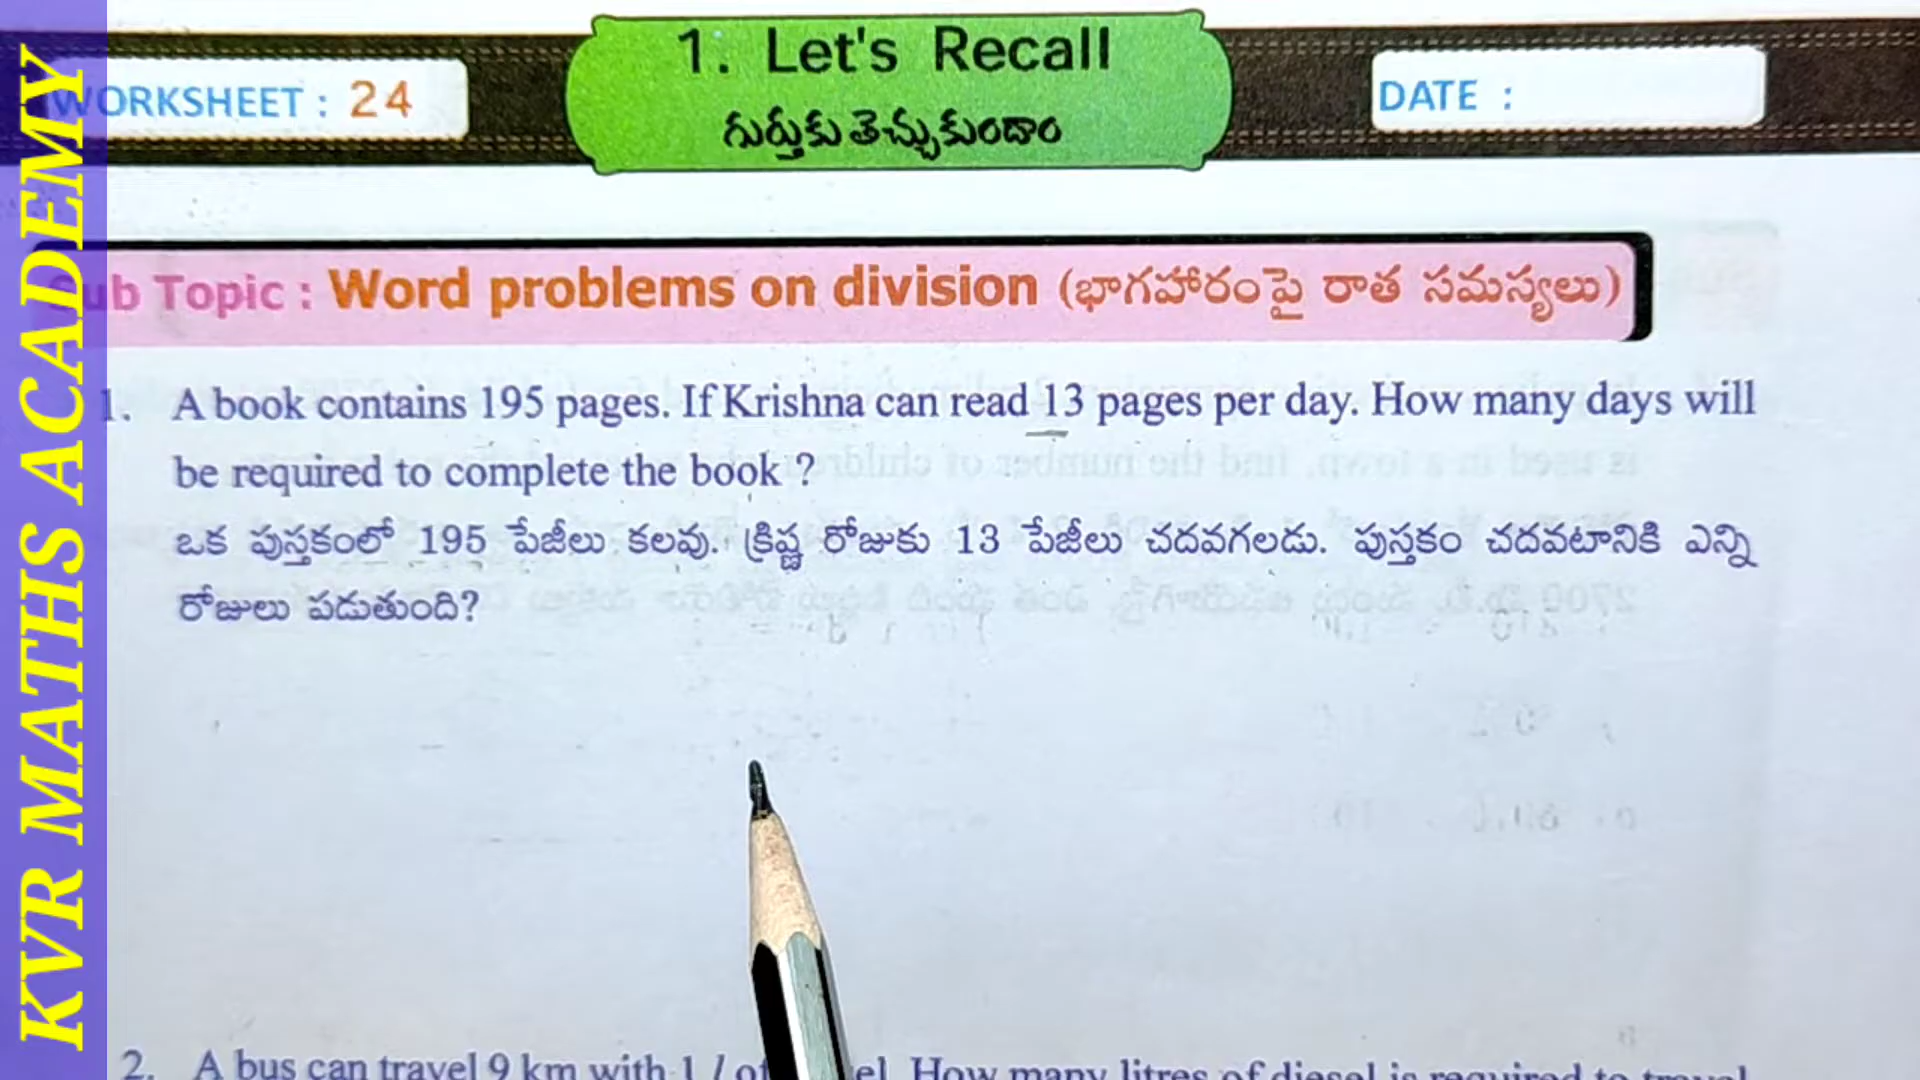 KVR MATHS ACADEMY
WORKSHEET : 24
1. Let's Recall
గుర్తుకు తెచ్చుకుందాం
DATE :
Sub Topic : Word problems on division (భాగహారంపై రాత సమస్యలు)
1. A book contains 195 pages. If Krishna can read 13 pages per day. How many days will
be required to complete the book ?
ఒక పుస్తకంలో 195 పేజీలు కలవు. క్రిష్ణ రోజుకు 13 పేజీలు చదవగలడు. పుస్తకం చదవటానికి ఎన్ని
రోజులు పడుతుంది?
2. A bus can travel 9 km with 1 l of How many litres of diesel is required to travel